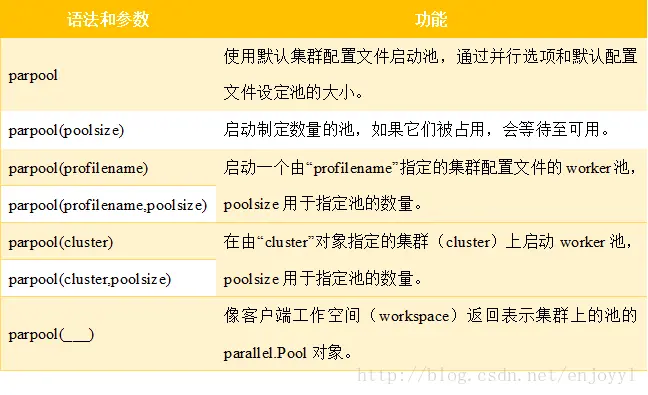 语法和参数 功能
parpool
使用默认集群配置文件启动池，通过并行选项和默认配置
文件设定池的大小。
parpool(poolsize)
启动制定数量的池，如果它们被占用，会等待至可用。
parpool(profilename)
启动一个由“profilename”指定的集群配置文件的 worker 池，
parpool(profilename,poolsize)
poolsize 用于指定池的数量。
parpool(cluster)
在由“cluster”对象指定的集群（cluster）上启动 worker 池，
parpool(cluster,poolsize)
poolsize 用于指定池的数量。
parpool(___)
像客户端工作空间（workspace）返回表示集群上的池的
parallel.Pool 对象。
http://blog.csdn.net/enjoyyl